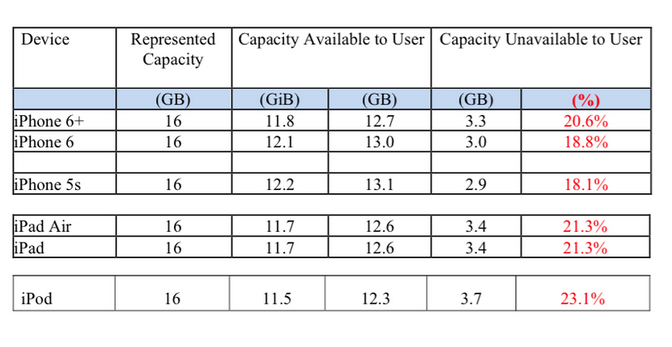 Device Represented Capacity Available to User Capacity Unavailable to User
Capacity
(GB) (GiB) (GB) (GB) (%)
iPhone 6+ 16 11.8 12.7 3.3 20.6%
iPhone 6 16 12.1 13.0 3.0 18.8%
iPhone 5s 16 12.2 13.1 2.9 18.1%
iPad Air 16 11.7 12.6 3.4 21.3%
iPad 16 11.7 12.6 3.4 21.3%
iPod 16 11.5 12.3 3.7 23.1%